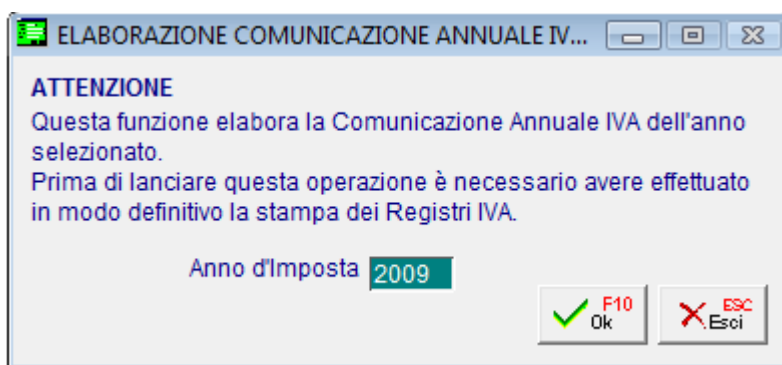 ELABORAZIONE COMUNICAZIONE ANNUALE IV...
ATTENZIONE
Questa funzione elabora la Comunicazione Annuale IVA dell'anno
selezionato.
Prima di lanciare questa operazione è necessario avere effettuato
in modo definitivo la stampa dei Registri IVA.
Anno d'Imposta 2009
F10 Ok
ESC Esci